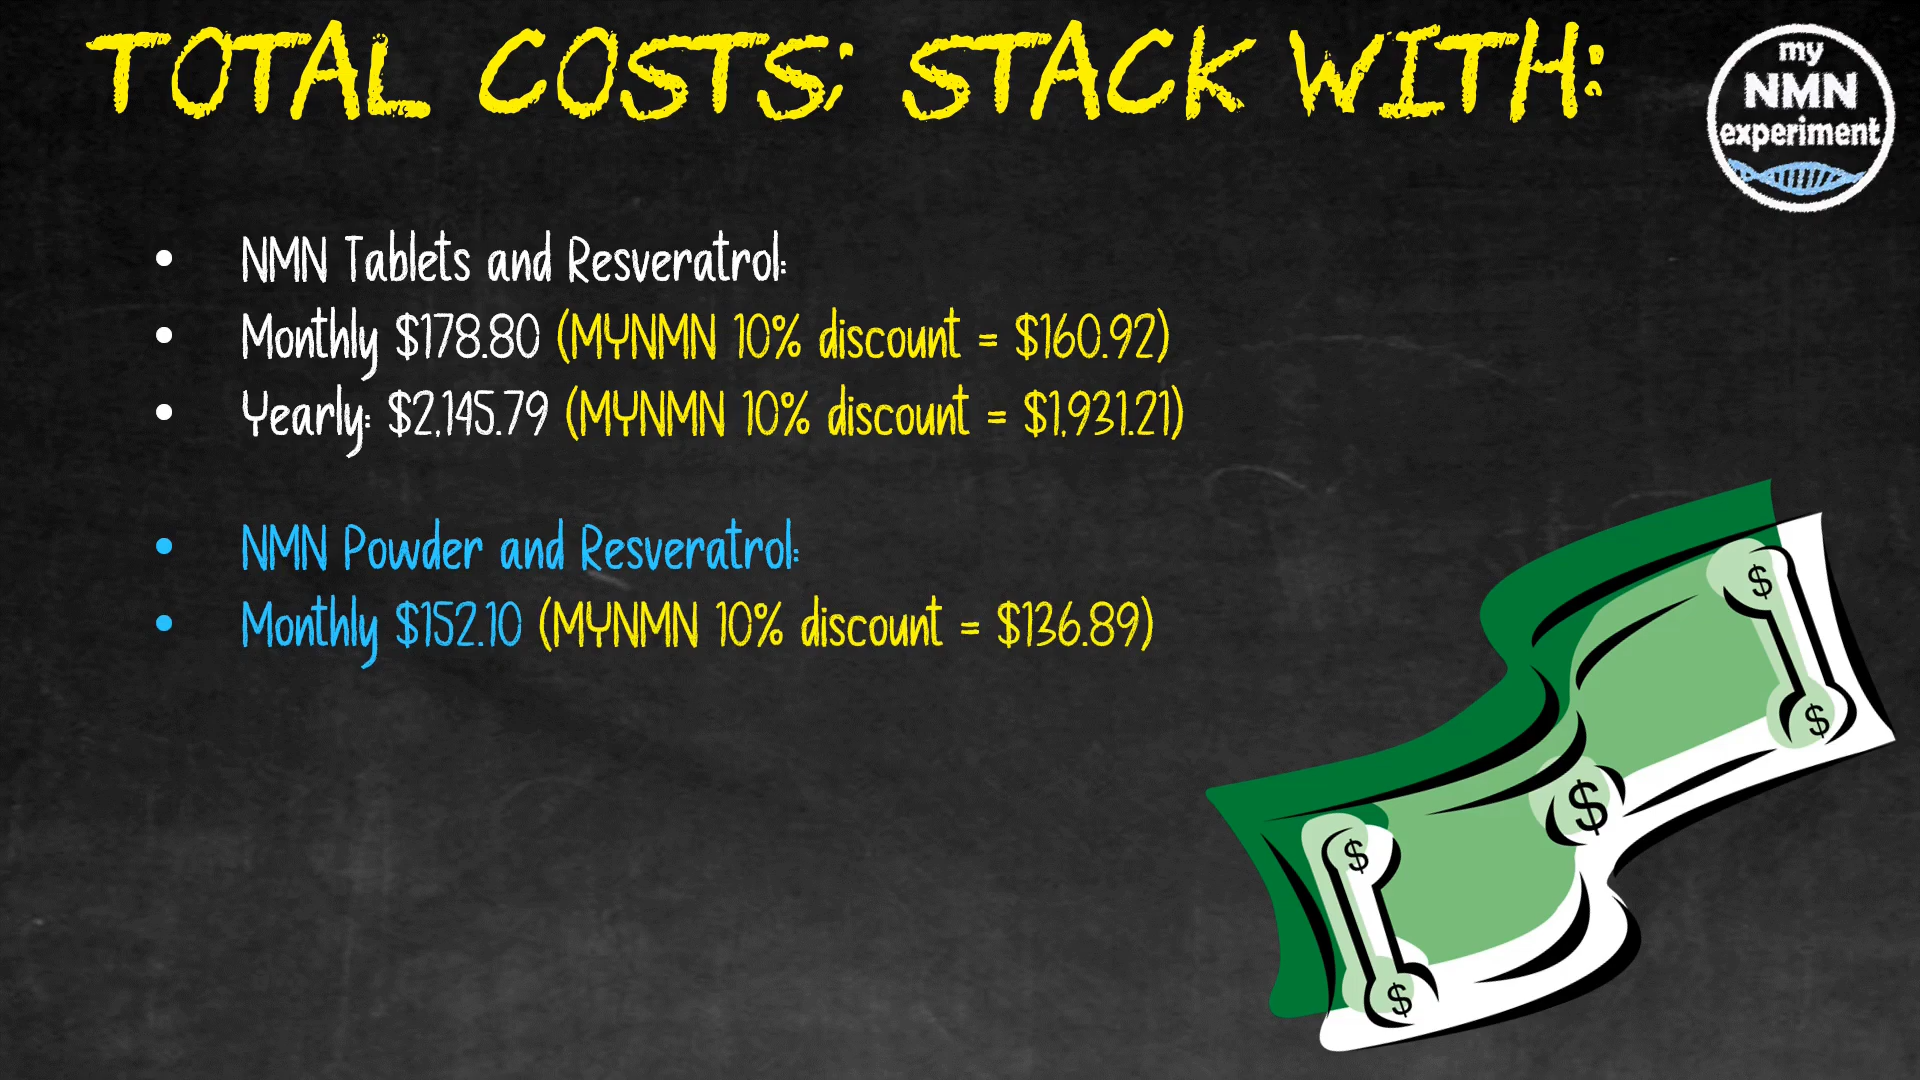 TOTAL COSTS; STACK WITH:
my
NMN
experiment
• NMN Tablets and Resveratrol:
• Monthly $178.80 (MYNMN 10% discount = $160.92)
• Yearly: $2,145.79 (MYNMN 10% discount = $1,931.21)
• NMN Powder and Resveratrol:
• Monthly $152.10 (MYNMN 10% discount = $136.89)
$
$
$
$
$